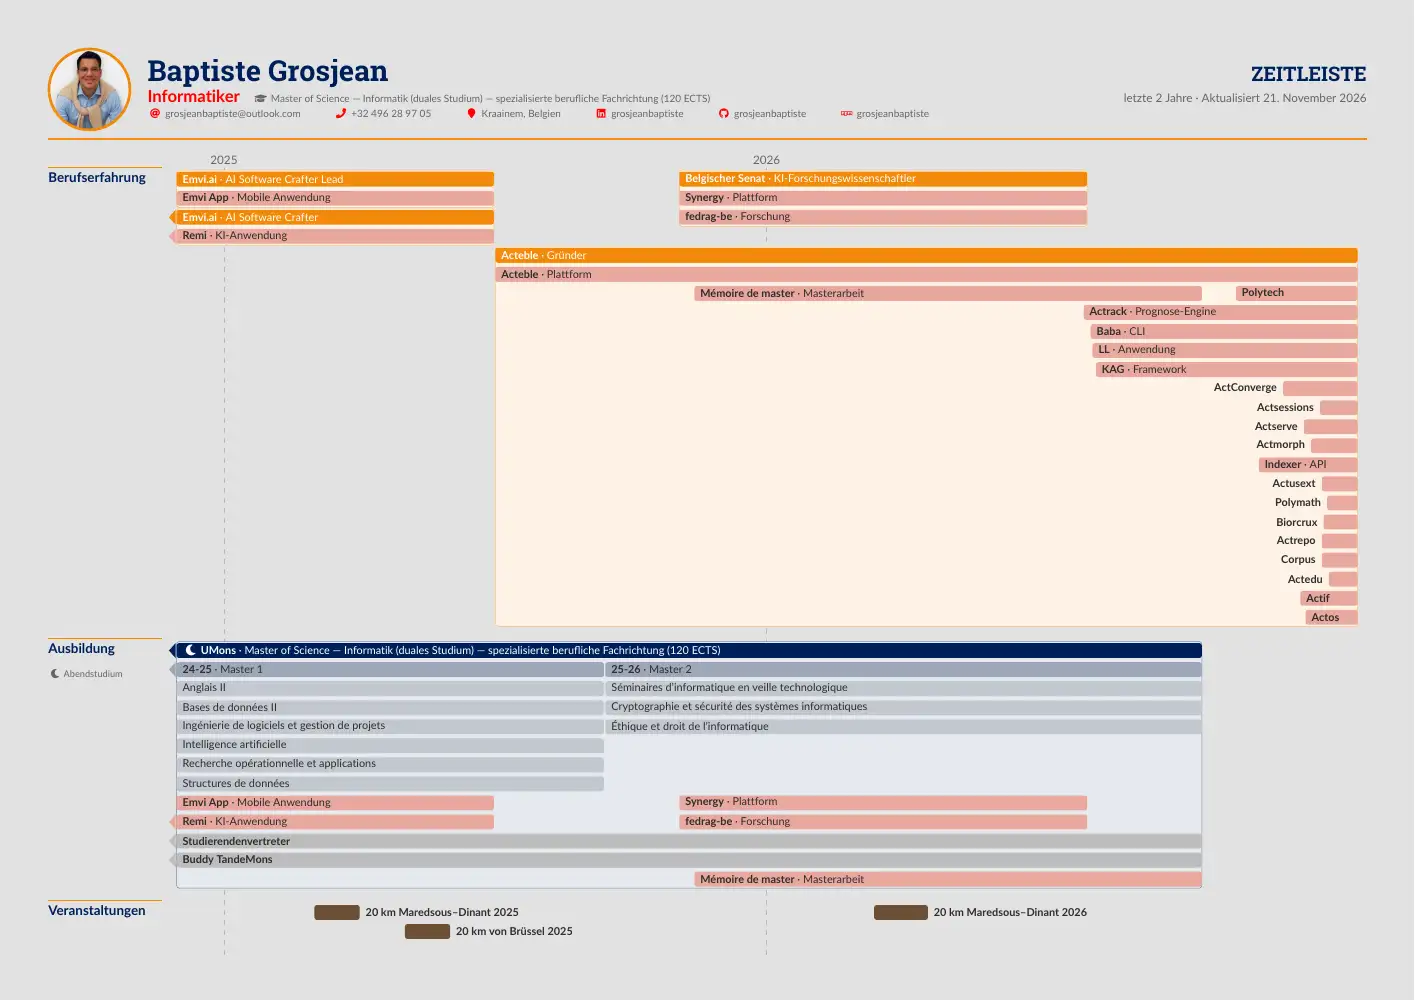 Baptiste Grosjean
ZEITLEISTE
Informatiker Master of Science — Informatik (duales Studium) — spezialisierte berufliche Fachrichtung (120 ECTS)
letzte 2 Jahre · Aktualisiert 21. November 2026
grosjeanbaptiste@outlook.com +32 496 28 97 05 Kraainem, Belgien grosjeanbaptiste grosjeanbaptiste grosjeanbaptiste
2025 2026
Berufserfahrung
Emvi.ai · AI Software Crafter Lead Belgischer Senat · KI-Forschungswissenschaftler
Emvi App · Mobile Anwendung Synergy · Plattform
Emvi.ai · AI Software Crafter fedrag-be · Forschung
Remi · KI-Anwendung
Acteble · Gründer
Acteble · Plattform
Mémoire de master · Masterarbeit Polytech
Actrack · Prognose-Engine
Baba · CLI
LL · Anwendung
KAG · Framework
ActConverge
Actsessions
Actserve
Actmorph
Indexer · API
Actusext
Polymath
Biorcrux
Actrepo
Corpus
Actedu
Actif
Actos
Ausbildung
UMons · Master of Science — Informatik (duales Studium) — spezialisierte berufliche Fachrichtung (120 ECTS)
Abendstudium
24-25 · Master 1 25-26 · Master 2
Anglais II Séminaires d'informatique en veille technologique
Bases de données II Cryptographie et sécurité des systèmes informatiques
Ingénierie de logiciels et gestion de projets Éthique et droit de l'informatique
Intelligence artificielle
Recherche opérationnelle et applications
Structures de données
Emvi App · Mobile Anwendung Synergy · Plattform
Remi · KI-Anwendung fedrag-be · Forschung
Studierendenvertreter
Buddy TandeMons
Mémoire de master · Masterarbeit
Veranstaltungen
20 km Maredsous–Dinant 2025 20 km Maredsous–Dinant 2026
20 km von Brüssel 2025